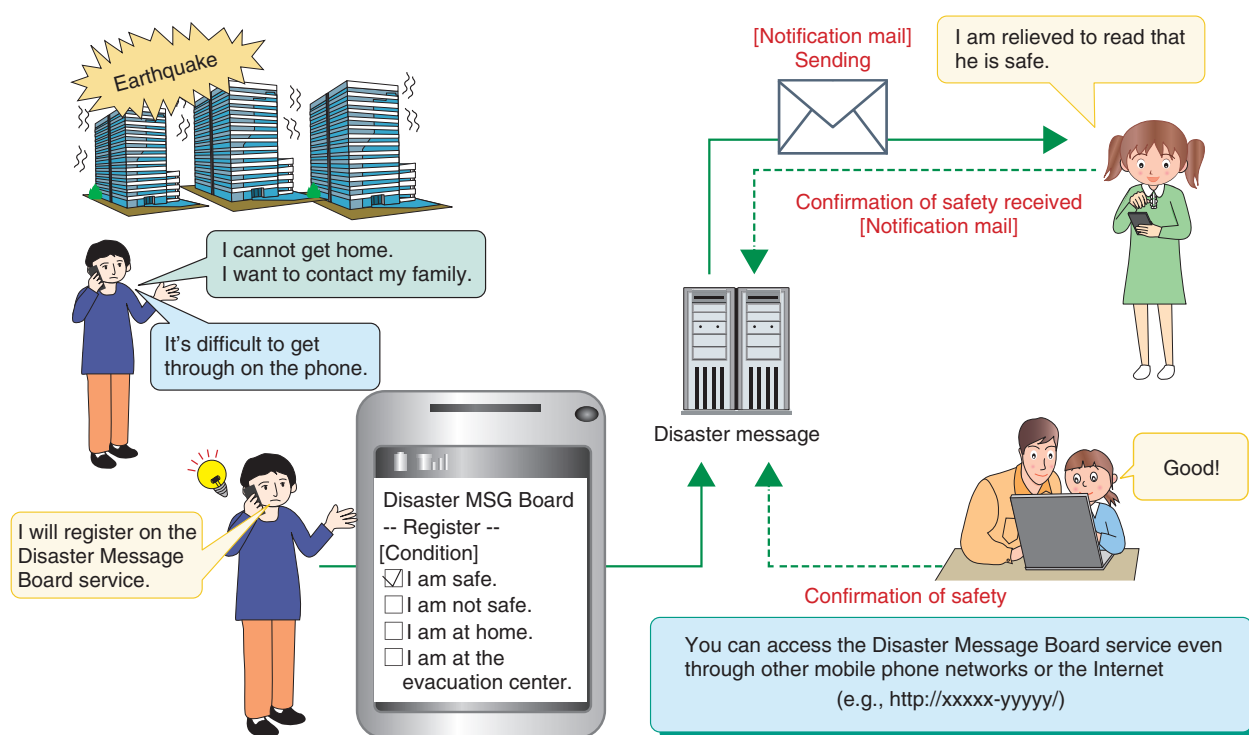 Earthquake
I cannot get home.
I want to contact my family.
It's difficult to get
through on the phone.
I will register on the
Disaster Message
Board service.
Disaster MSG Board
-- Register --
[Condition]
I am safe.
I am not safe.
I am at home.
I am at the
evacuation center.
[Notification mail]
Sending
I am relieved to read that
he is safe.
Confirmation of safety received
[Notification mail]
Disaster message
Good!
Confirmation of safety
You can access the Disaster Message Board service even
through other mobile phone networks or the Internet
(e.g., http://xxxxx-yyyyy/)